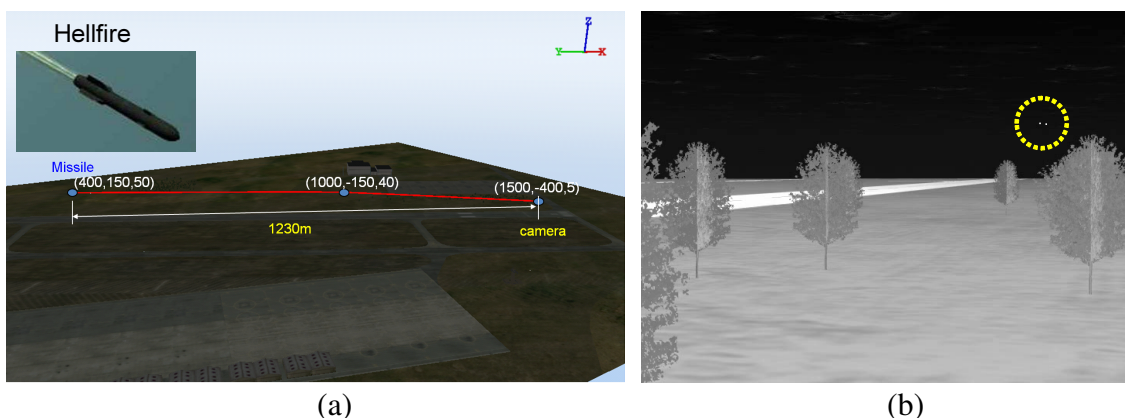 Hellfire
Z
Y
X
Missile
(400,150,50)
(1000,-150,40)
(1500,-400,5)
1230m
camera
(a)
(b)